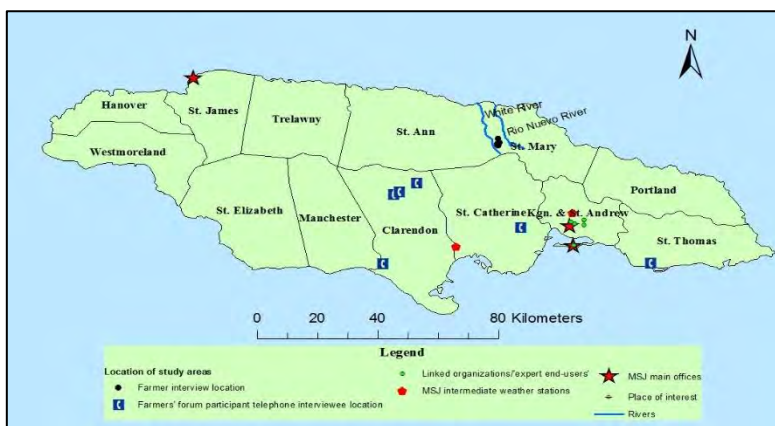 N
Hanover
St. James
Trelawny
St. Ann
White River
Rio Nuevo River
St. Mary
Westmoreland
Portland
St. Elizabeth
Manchester
Clarendon
St. Catherine
Kgn. & St. Andrew
St. Thomas
0 20 40 80 Kilometers
Legend
Location of study areas
Farmer interview location
Farmers' forum participant telephone interviewee location
Linked organizations/'expert end-users'
MSJ intermediate weather stations
MSJ main offices
Place of interest
Rivers